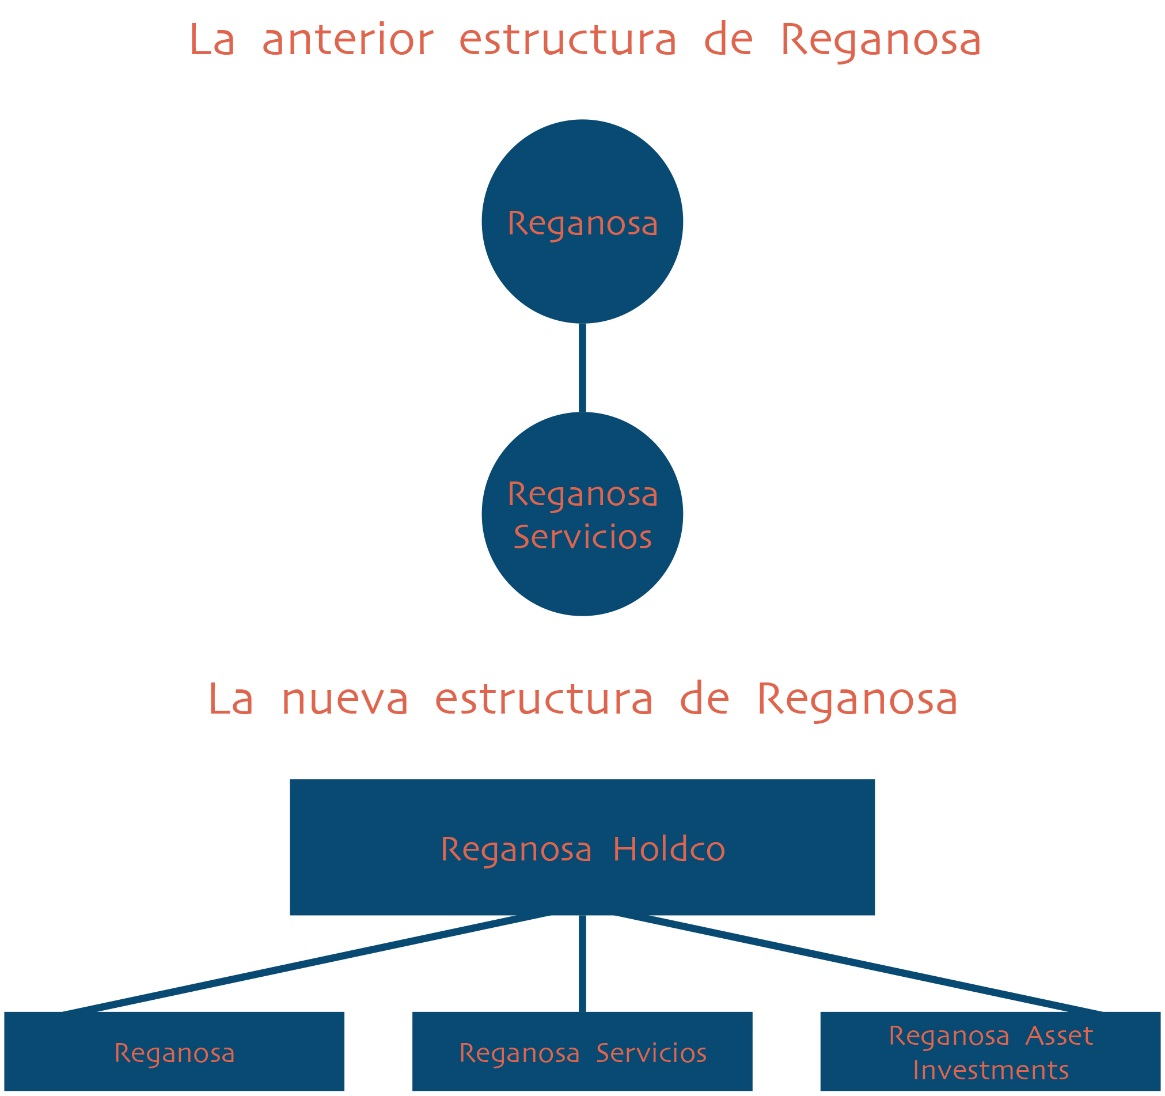 La anterior estructura de Reganosa
Reganosa
Reganosa
Servicios
La nueva estructura de Reganosa
Reganosa Holdco
Reganosa
Reganosa Servicios
Reganosa Asset
Investments